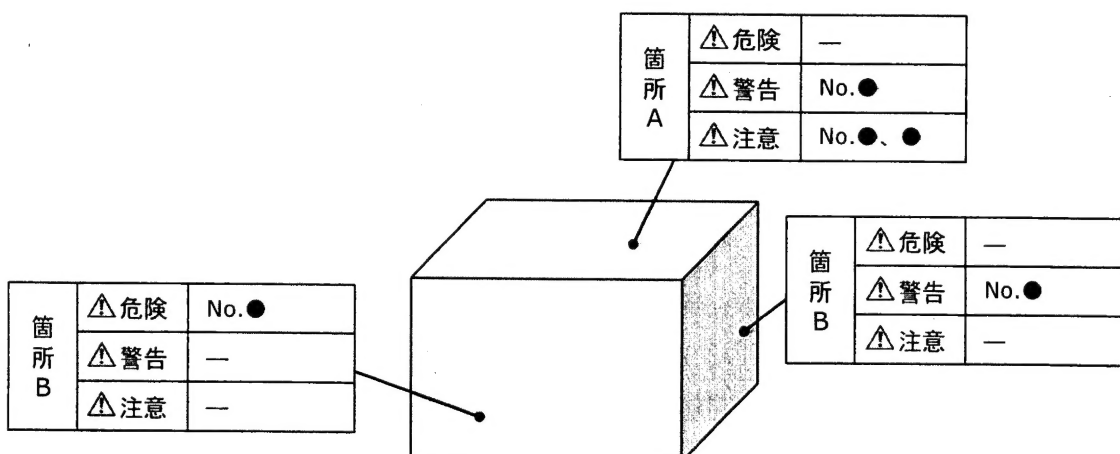 箇所A
⚠危険 —
⚠警告 No.●
⚠注意 No.●、●
箇所B
⚠危険 —
⚠警告 No.●
⚠注意 —
箇所B
⚠危険 No.●
⚠警告 —
⚠注意 —